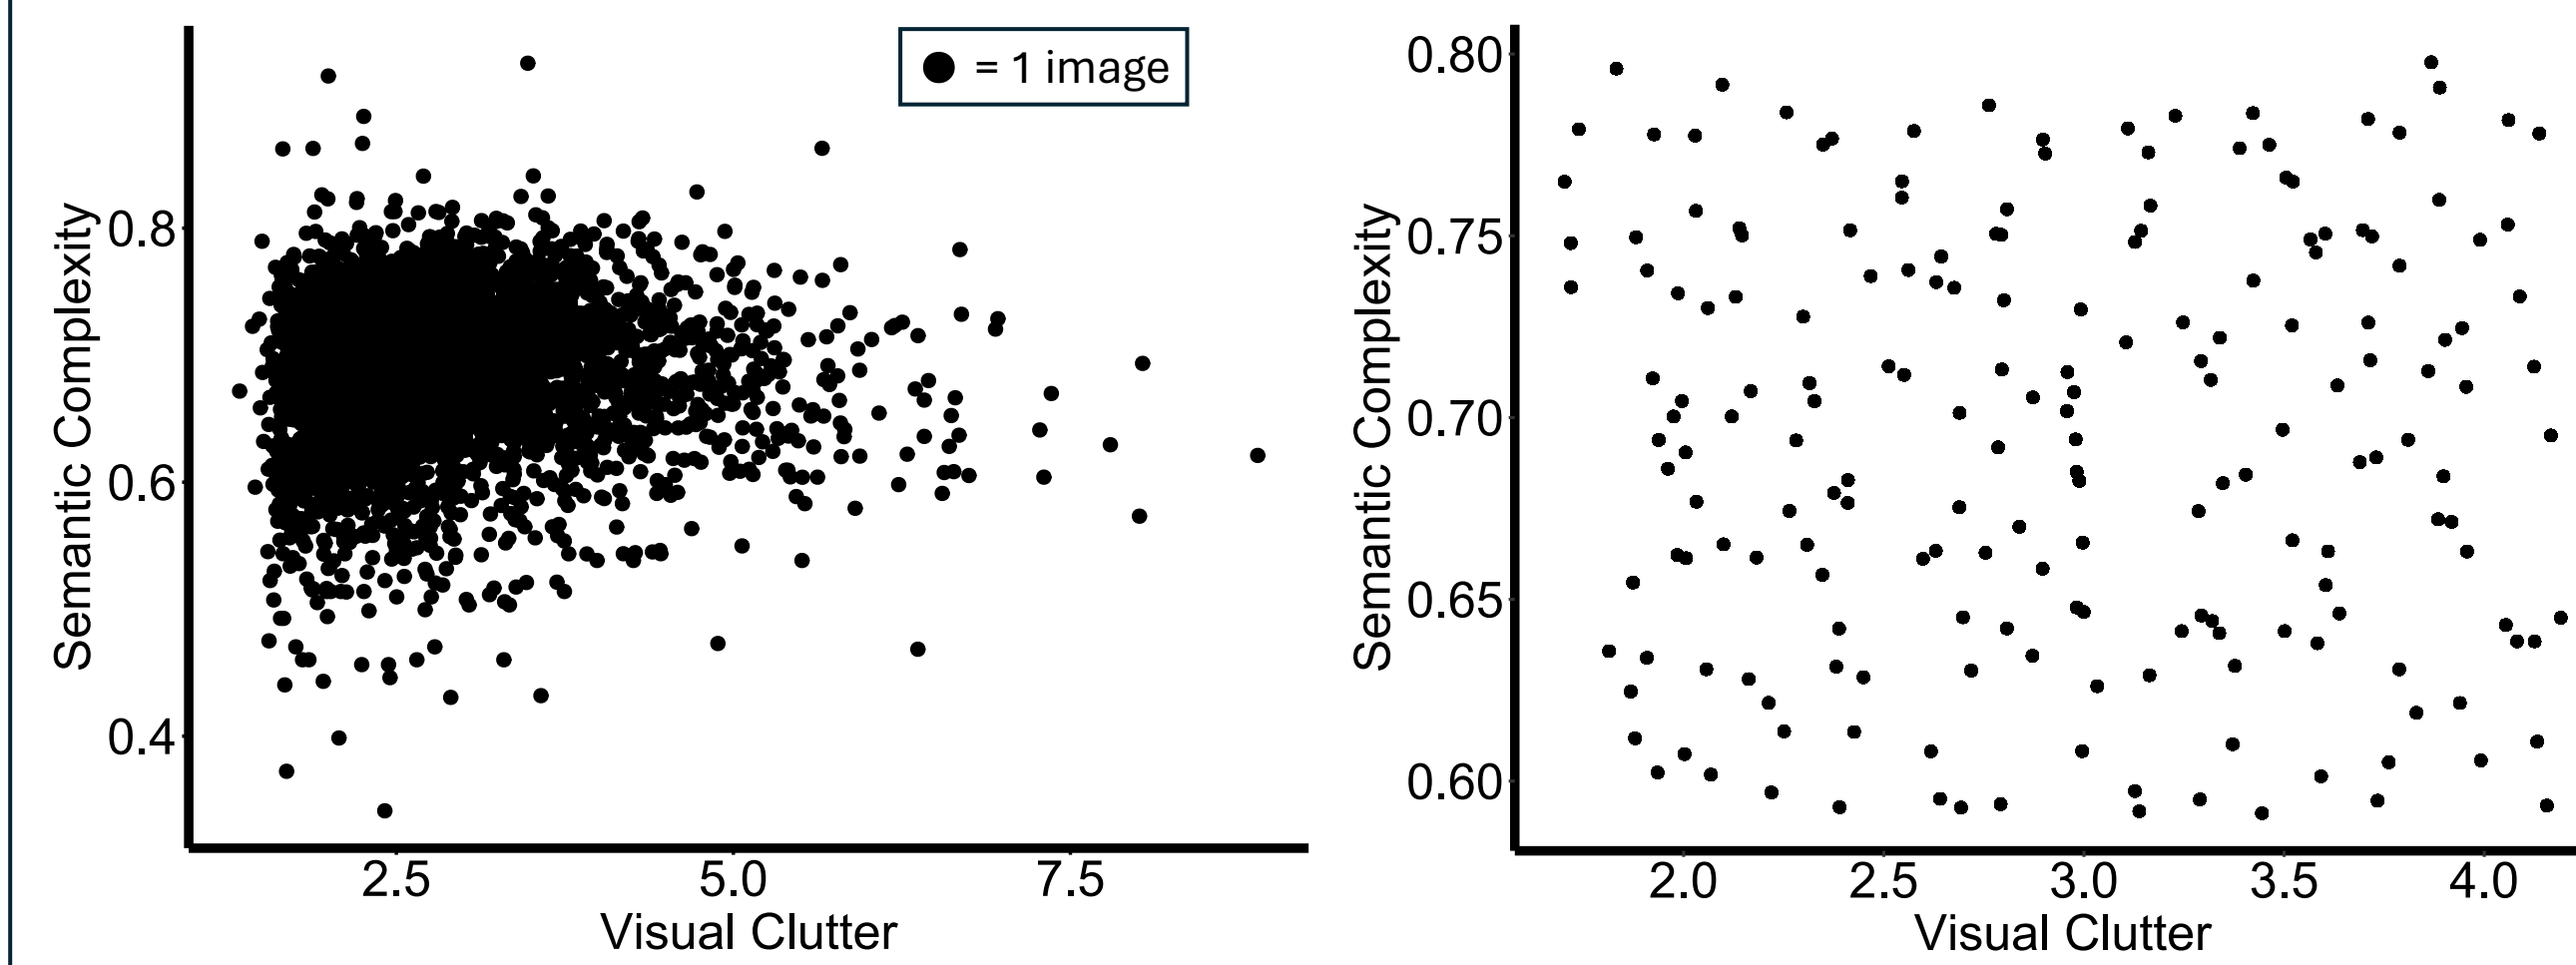 = 1 image
Semantic Complexity
0.8
0.6
0.4
2.5 5.0 7.5
Visual Clutter
Semantic Complexity
0.80
0.75
0.70
0.65
0.60
2.0 2.5 3.0 3.5 4.0
Visual Clutter